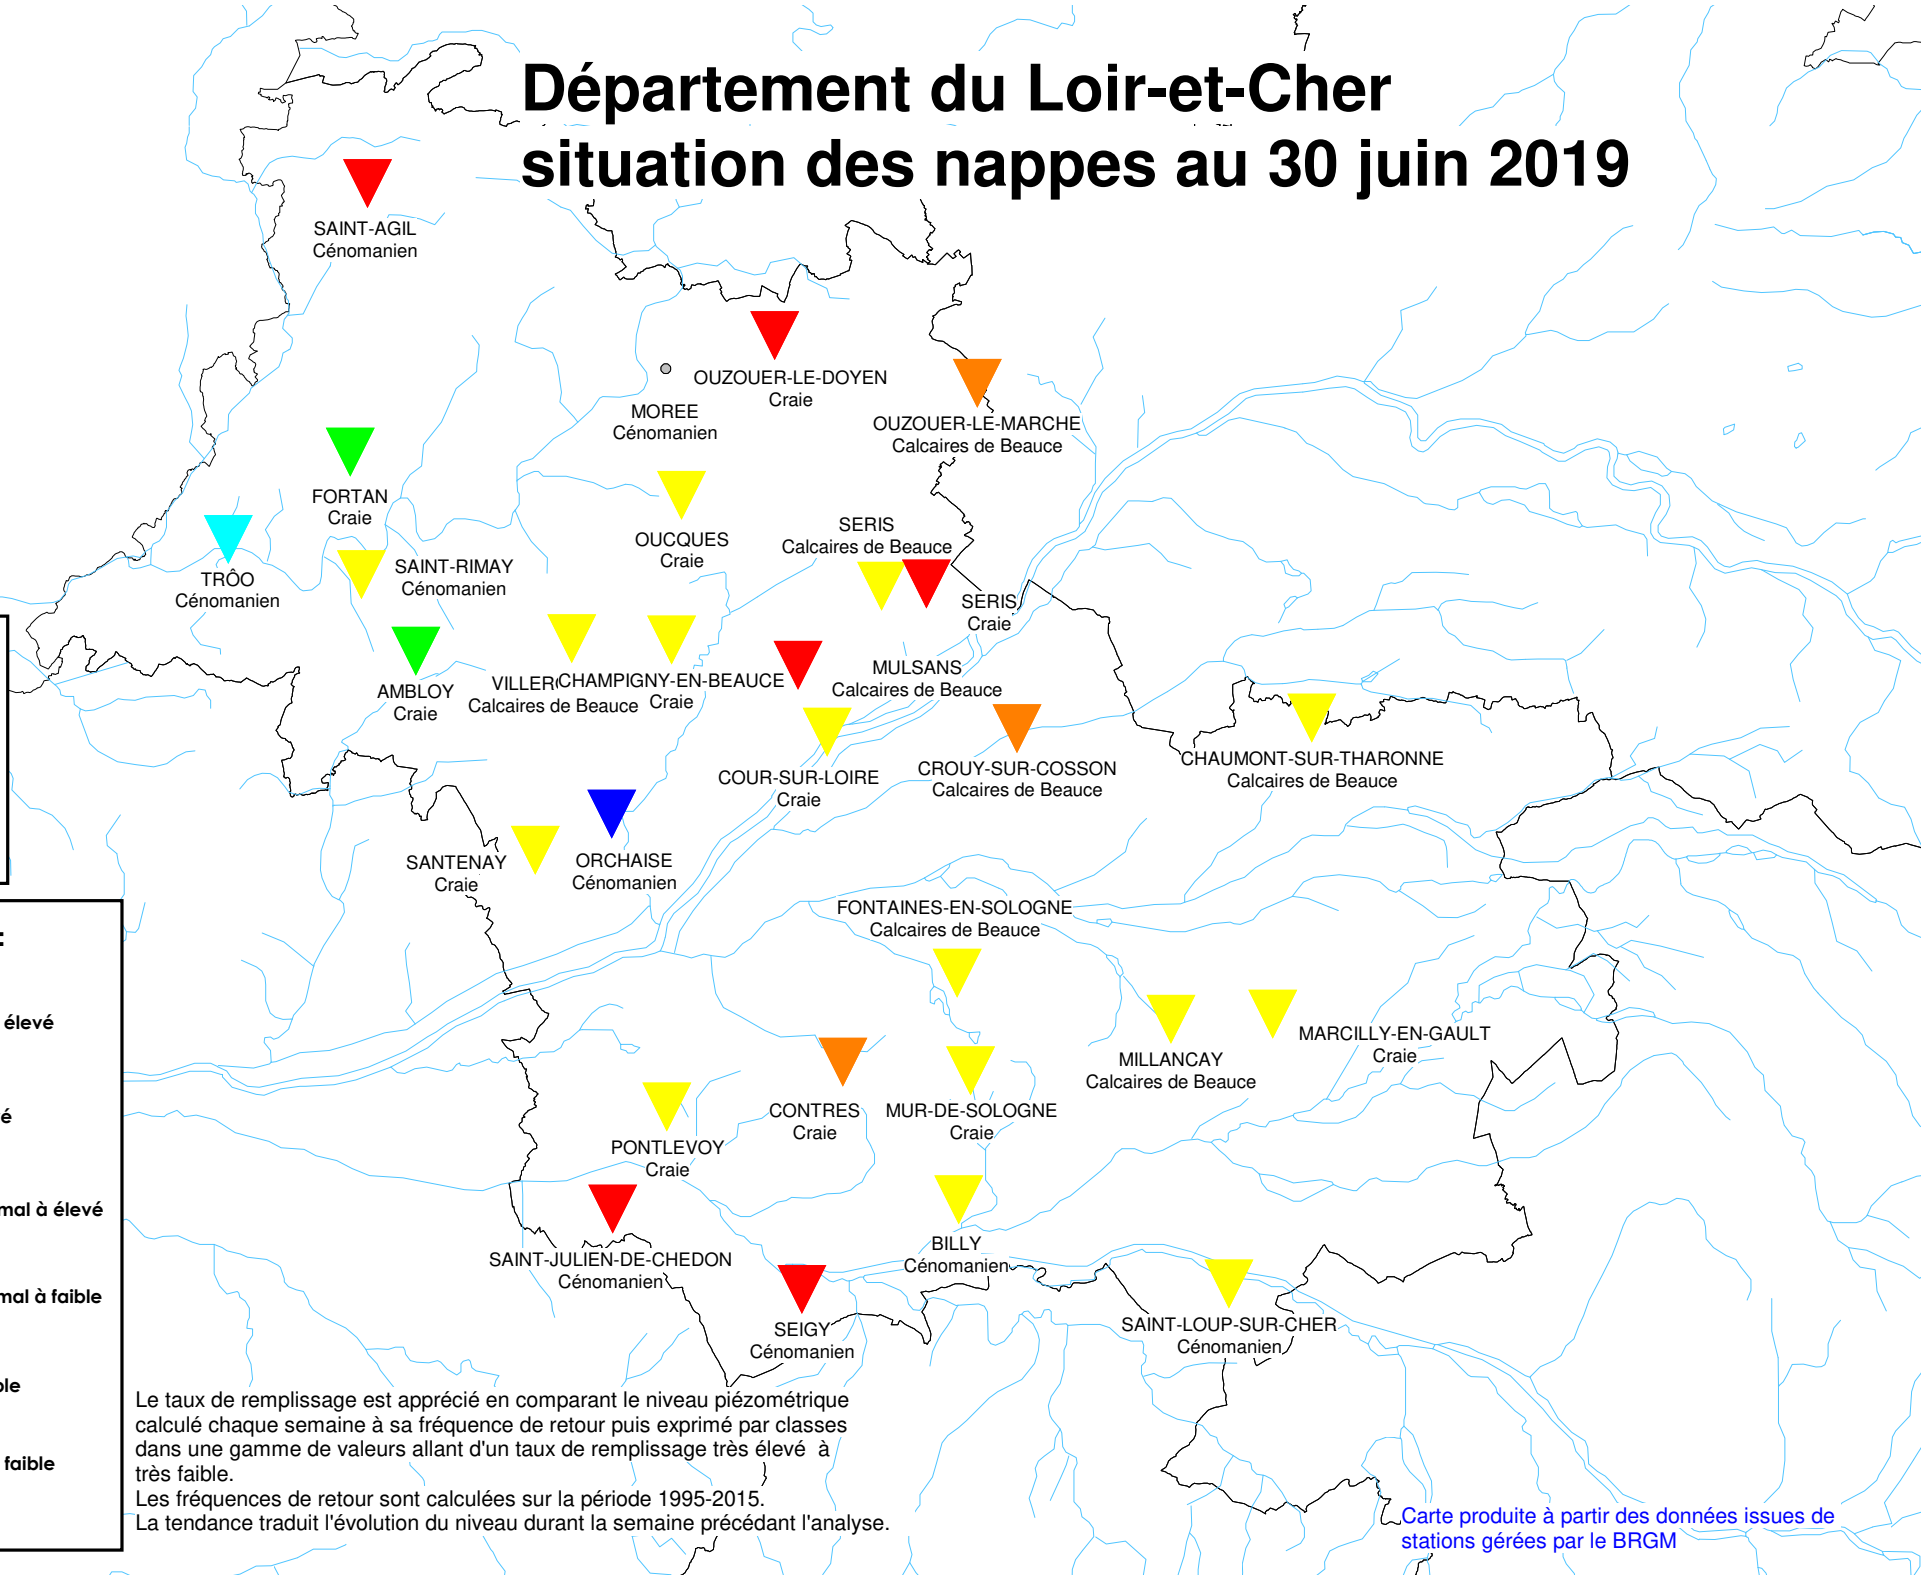 Département du Loir-et-Cher
situation des nappes au 30 juin 2019
SAINT-AGIL
Cénomanien
OUZOUER-LE-DOYEN
Craie
MOREE
Cénomanien
OUZOUER-LE-MARCHE
Calcaires de Beauce
FORTAN
Craie
OUCQUES
Craie
SERIS
Calcaires de Beauce
TRÔO
Cénomanien
SAINT-RIMAY
Cénomanien
SERIS
Craie
AMBLOY
Craie
Calcaires de Beauce
CHAMPIGNY-EN-BEAUCE
Craie
MULSANS
Calcaires de Beauce
COUR-SUR-LOIRE
Craie
CROUY-SUR-COSSON
Calcaires de Beauce
CHAUMONT-SUR-THARONNE
Calcaires de Beauce
SANTENAY
Craie
ORCHAISE
Cénomanien
FONTAINES-EN-SOLOGNE
Calcaires de Beauce
MILLANCAY
Calcaires de Beauce
MARCILLY-EN-GAULT
Craie
CONTRES
Craie
MUR-DE-SOLOGNE
Craie
PONTLEVOY
Craie
SAINT-JULIEN-DE-CHEDON
Cénomanien
BILLY
Cénomanien
SEIGY
Cénomanien
SAINT-LOUP-SUR-CHER
Cénomanien
:
élevé
à élevé
à faible
faible
Le taux de remplissage est apprécié en comparant le niveau piézométrique
calculé chaque semaine à sa fréquence de retour puis exprimé par classes
dans une gamme de valeurs allant d'un taux de remplissage très élevé à
très faible.
Les fréquences de retour sont calculées sur la période 1995-2015.
La tendance traduit l'évolution du niveau durant la semaine précédant l'analyse.
Carte produite à partir des données issues de
stations gérées par le BRGM